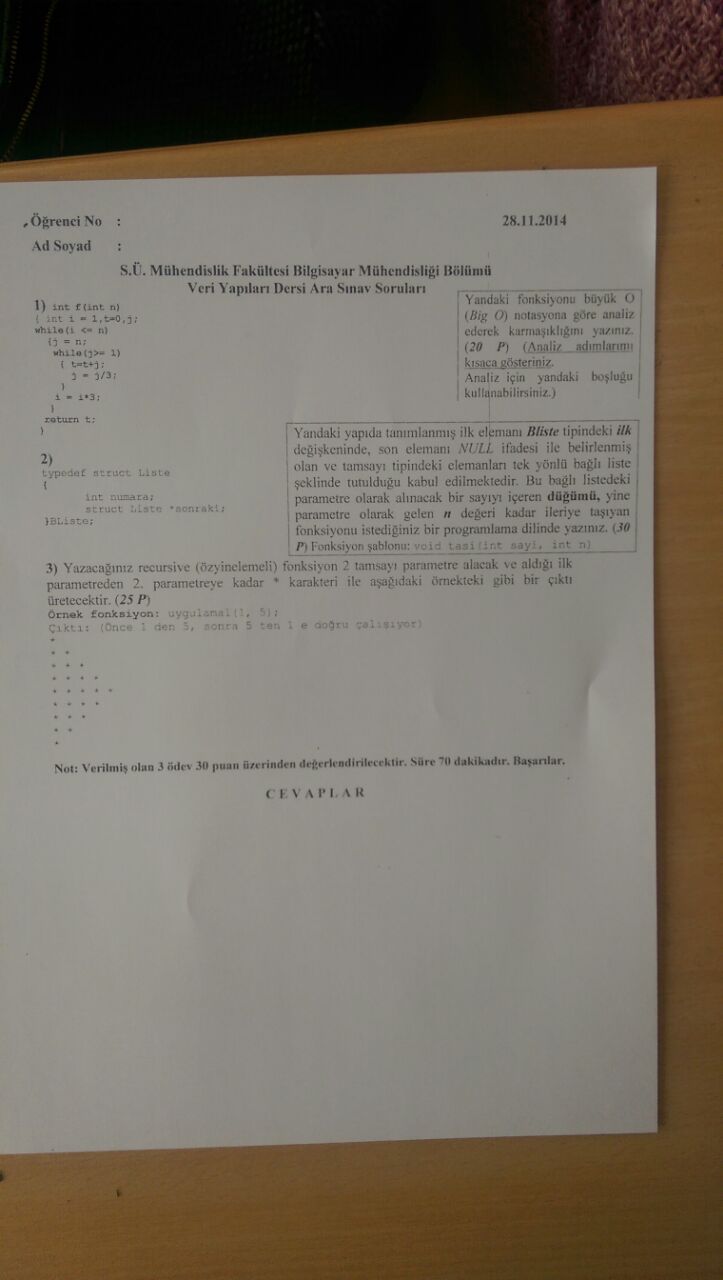 Öğrenci No :
28.11.2014
Ad Soyad :
S.Ü. Mühendislik Fakültesi Bilgisayar Mühendisliği Bölümü
Veri Yapıları Dersi Ara Sınav Soruları
1) int f(int n)
{ int i = 1,t=0,j;
while(i <= n)
{j = n;
while(j>= 1)
{ t=t+j;
j = j/3;
}
i = i*3;
}
return t;
}
Yandaki fonksiyonu büyük O
(Big O) notasyona göre analiz
ederek karmaşıklığını yazınız.
(20 P) (Analiz adımlarını
kısaca gösteriniz.
Analiz için yandaki boşluğu
kullanabilirsiniz.)
2)
typedef struct Liste
{
int numara;
struct Liste *sonraki;
}BListe;
Yandaki yapıda tanımlanmış ilk elemanı Bliste tipindeki ilk
değişkeninde, son elemanı NULL ifadesi ile belirlenmiş
olan ve tamsayı tipindeki elemanları tek yönlü bağlı liste
şeklinde tutulduğu kabul edilmektedir. Bu bağlı listedeki
parametre olarak alınacak bir sayıyı içeren düğümü, yine
parametre olarak gelen n değeri kadar ileriye taşıyan
fonksiyonu istediğiniz bir programlama dilinde yazınız. (30
P) Fonksiyon şablonu: void tasi(int sayi, int n)
3) Yazacağınız recursive (özyinelemeli) fonksiyon 2 tamsayı parametre alacak ve aldığı ilk
parametreden 2. parametreye kadar * karakteri ile aşağıdaki örnekteki gibi bir çıktı
üretecektir. (25 P)
Örnek fonksiyon: uygulama1(1, 5);
Çıktı: (Önce 1 den 5, sonra 5 ten 1 e doğru çalışıyor)
*
* *
* * *
* * * *
* * * * *
* * * *
* * *
* *
*
Not: Verilmiş olan 3 ödev 30 puan üzerinden değerlendirilecektir. Süre 70 dakikadır. Başarılar.
C E V A P L A R